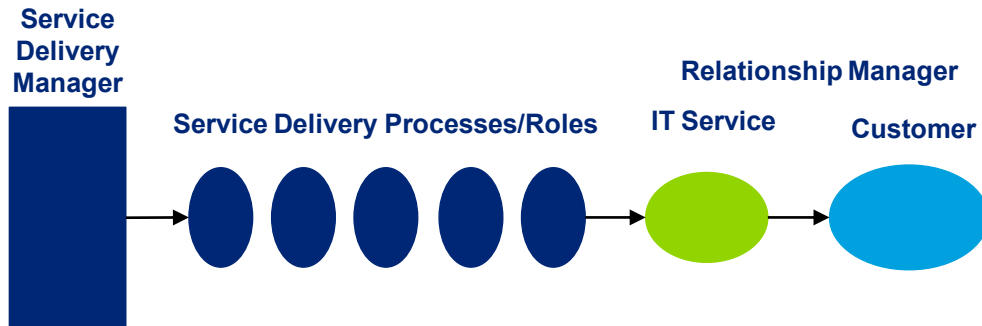 Service
Delivery
Manager
Relationship Manager
Service Delivery Processes/Roles
IT Service
Customer